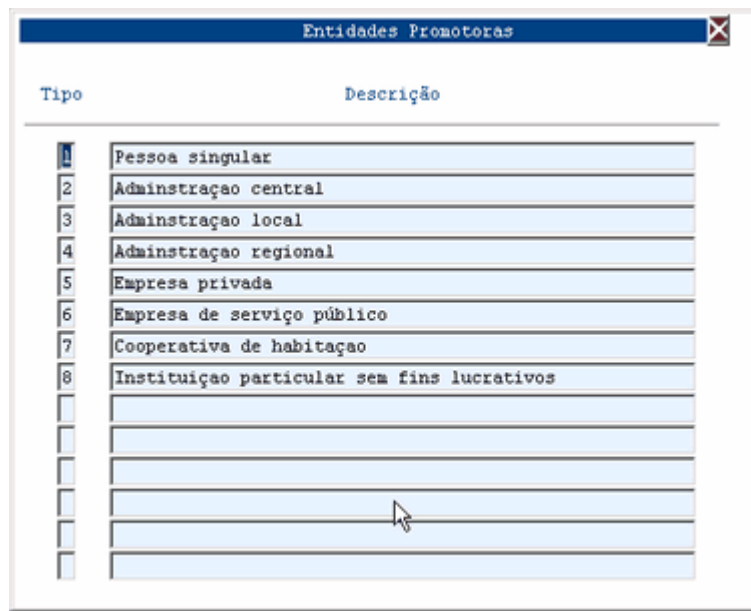 Entidades Promotoras
Tipo Descrição
1 Pessoa singular
2 Adminstraçao central
3 Adminstraçao local
4 Adminstraçao regional
5 Empresa privada
6 Empresa de serviço público
7 Cooperativa de habitaçao
8 Instituiçao particular sem fins lucrativos